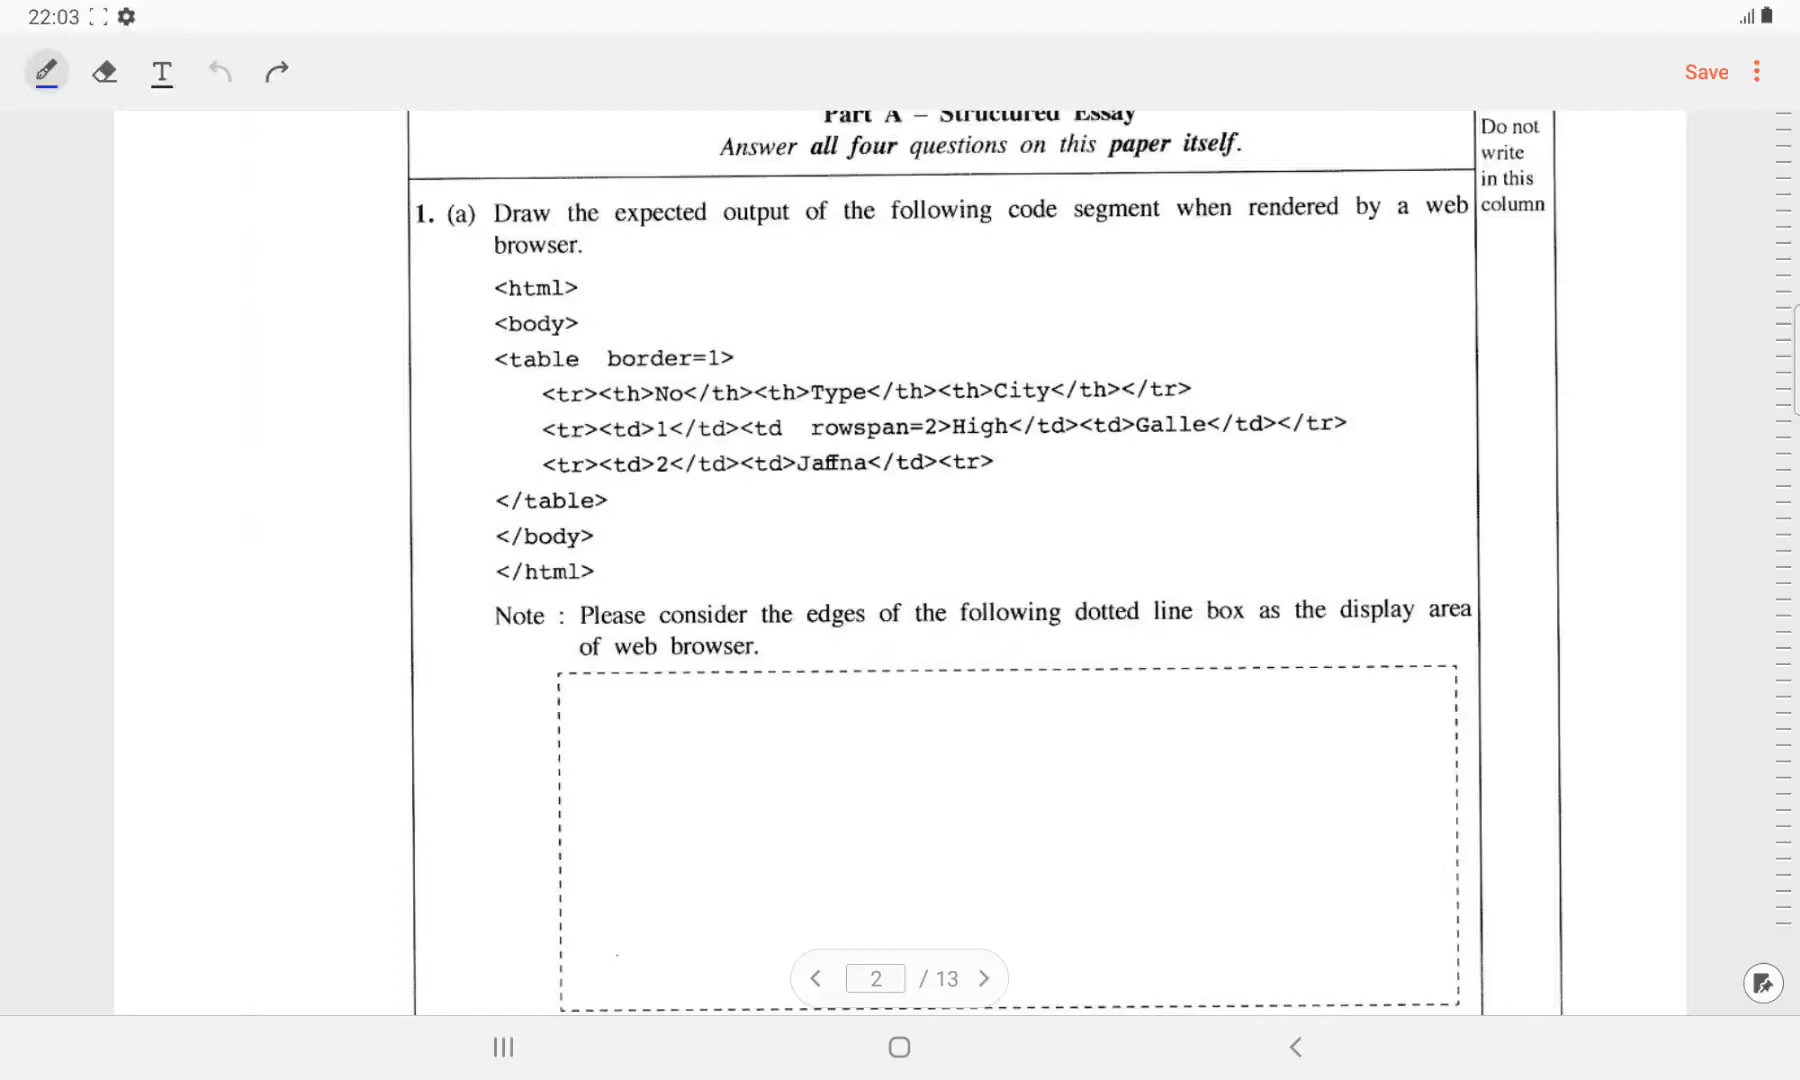 22:03
Save
Part A – Structured Essay
Answer all four questions on this paper itself.
Do not
write
in this
column
1. (a) Draw the expected output of the following code segment when rendered by a web
browser.
<html>
<body>
<table border=1>
<tr><th>No</th><th>Type</th><th>City</th></tr>
<tr><td>1</td><td rowspan=2>High</td><td>Galle</td></tr>
<tr><td>2</td><td>Jaffna</td><tr>
</table>
</body>
</html>
Note : Please consider the edges of the following dotted line box as the display area
of web browser.
2 / 13